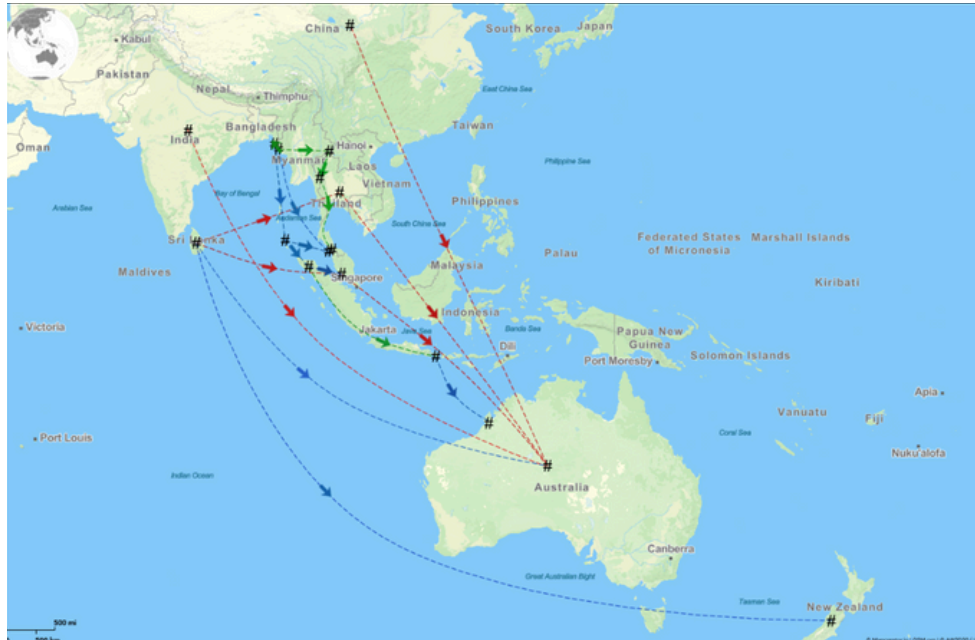 China
#
South Korea
Japan
Kabul
Pakistan
Nepal
Thimphu
East China Sea
Taiwan
Oman
India
#
Bangladesh
#
#
Myanmar
#
Hanoi
Laos
Philippine Sea
Vietnam
#
#
Thailand
Bay of Bengal
Arabian Sea
Andaman Sea
Philippines
South China Sea
Sri Lanka
#
#
#
Palau
Federated States
of Micronesia
Marshall Islands
Maldives
#
#
Singapore
Malaysia
Kiribati
Victoria
Jakarta
Java Sea
Indonesia
Banda Sea
#
Dili
Papua New
Guinea
Port Moresby
Solomon Islands
Apia
Vanuatu
Fiji
#
Port Louis
Coral Sea
Nuku'alofa
Indian Ocean
#
Australia
Canberra
Great Australian Bight
Tasman Sea
New Zealand
#
500 mi